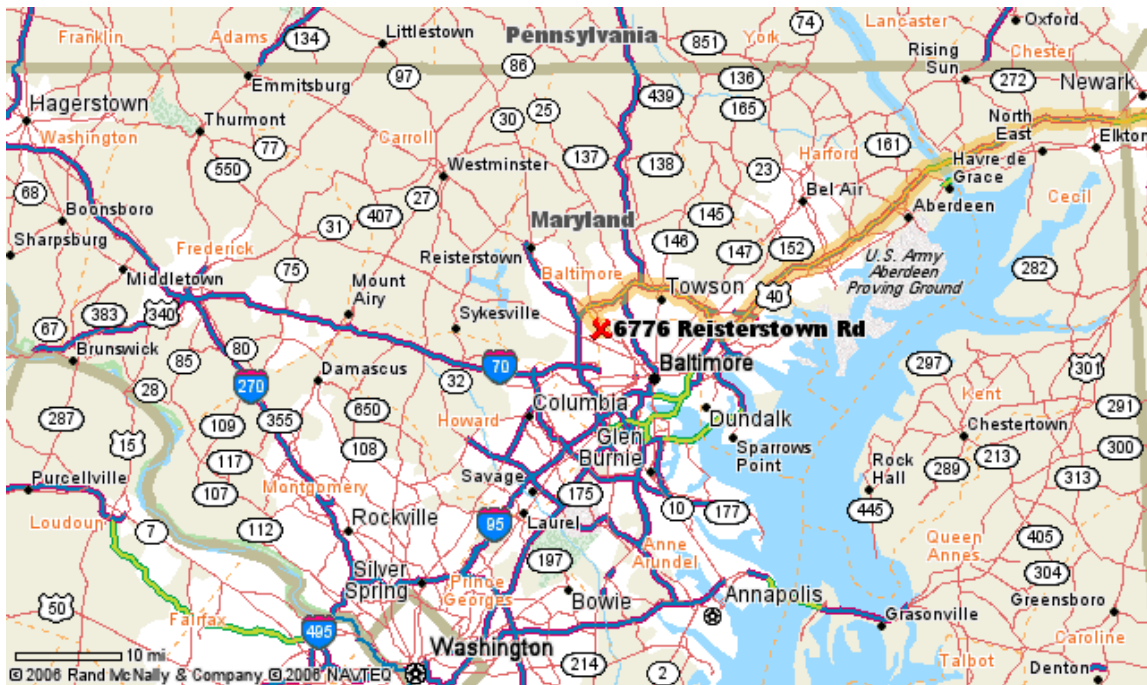 Franklin
Adams
134
Littlestown
Pennsylvania
74
Lancaster
Oxford
851
York
Rising
Sun
Chester
97
86
Emmitsburg
136
272
Newark
Hagerstown
439
165
25
30
North
East
Thurmont
Washington
Carroll
Elkton
77
137
161
Harford
550
Westminster
138
23
Havre de
Grace
68
27
Bel Air
Cecil
Boonsboro
407
Maryland
145
Aberdeen
31
Sharpsburg
Frederick
146
147
152
Reisterstown
U.S. Army
Aberdeen
Proving Ground
75
Baltimore
282
Middletown
Mount
Airy
Towson
40
383
340
67
Sykesville
6776 Reisterstown Rd
Brunswick
80
85
70
Baltimore
297
301
28
270
Damascus
32
Kent
287
355
650
Columbia
291
109
Howard
Dundalk
15
108
Glen
Burnie
Chestertown
300
117
Sparrows
Point
213
289
Purcellville
Savage
Rock
Hall
313
107
Montgomery
175
10
177
445
Loudoun
7
112
Rockville
95
Laurel
Queen
Annes
405
197
Anne
Arundel
304
Silver
Spring
Prince
Georges
Annapolis
50
Bowie
Grasonville
Greensboro
Fairfax
495
Washington
Caroline
10 mi
214
2
Talbot
Denton
© 2006 Rand McNally & Company © 2006 NAVTEQ